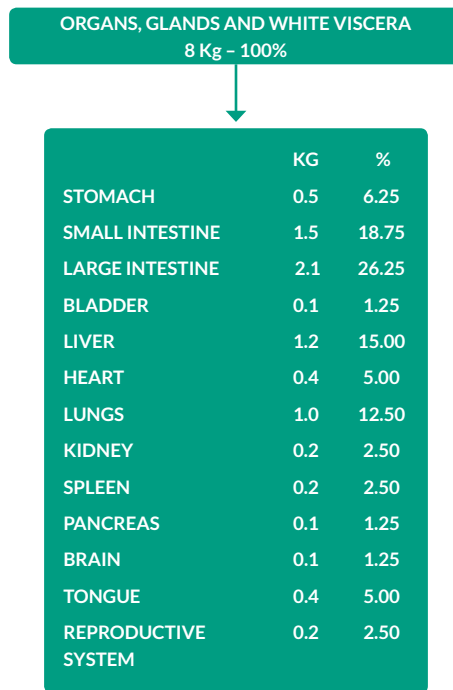 ORGANS, GLANDS AND WHITE VISCERA
8 Kg – 100%
KG %
STOMACH 0.5 6.25
SMALL INTESTINE 1.5 18.75
LARGE INTESTINE 2.1 26.25
BLADDER 0.1 1.25
LIVER 1.2 15.00
HEART 0.4 5.00
LUNGS 1.0 12.50
KIDNEY 0.2 2.50
SPLEEN 0.2 2.50
PANCREAS 0.1 1.25
BRAIN 0.1 1.25
TONGUE 0.4 5.00
REPRODUCTIVE 0.2 2.50
SYSTEM